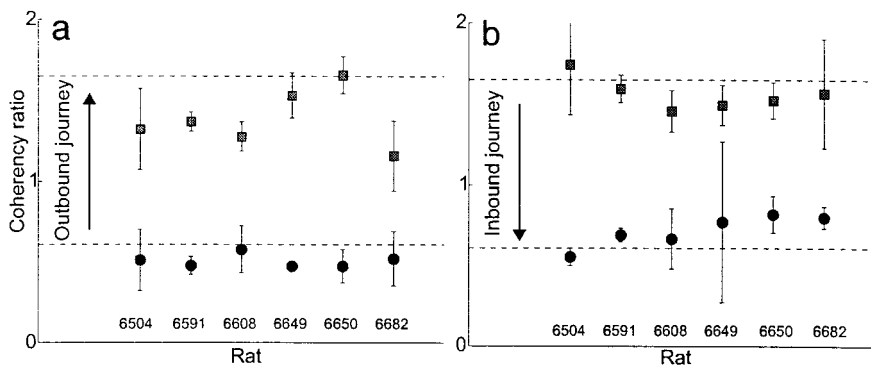 a
2
1
0
Coherency ratio
Outbound journey
6504 6591 6608 6649 6650 6682
Rat
b
2
1
0
Inbound journey
6504 6591 6608 6649 6650 6682
Rat